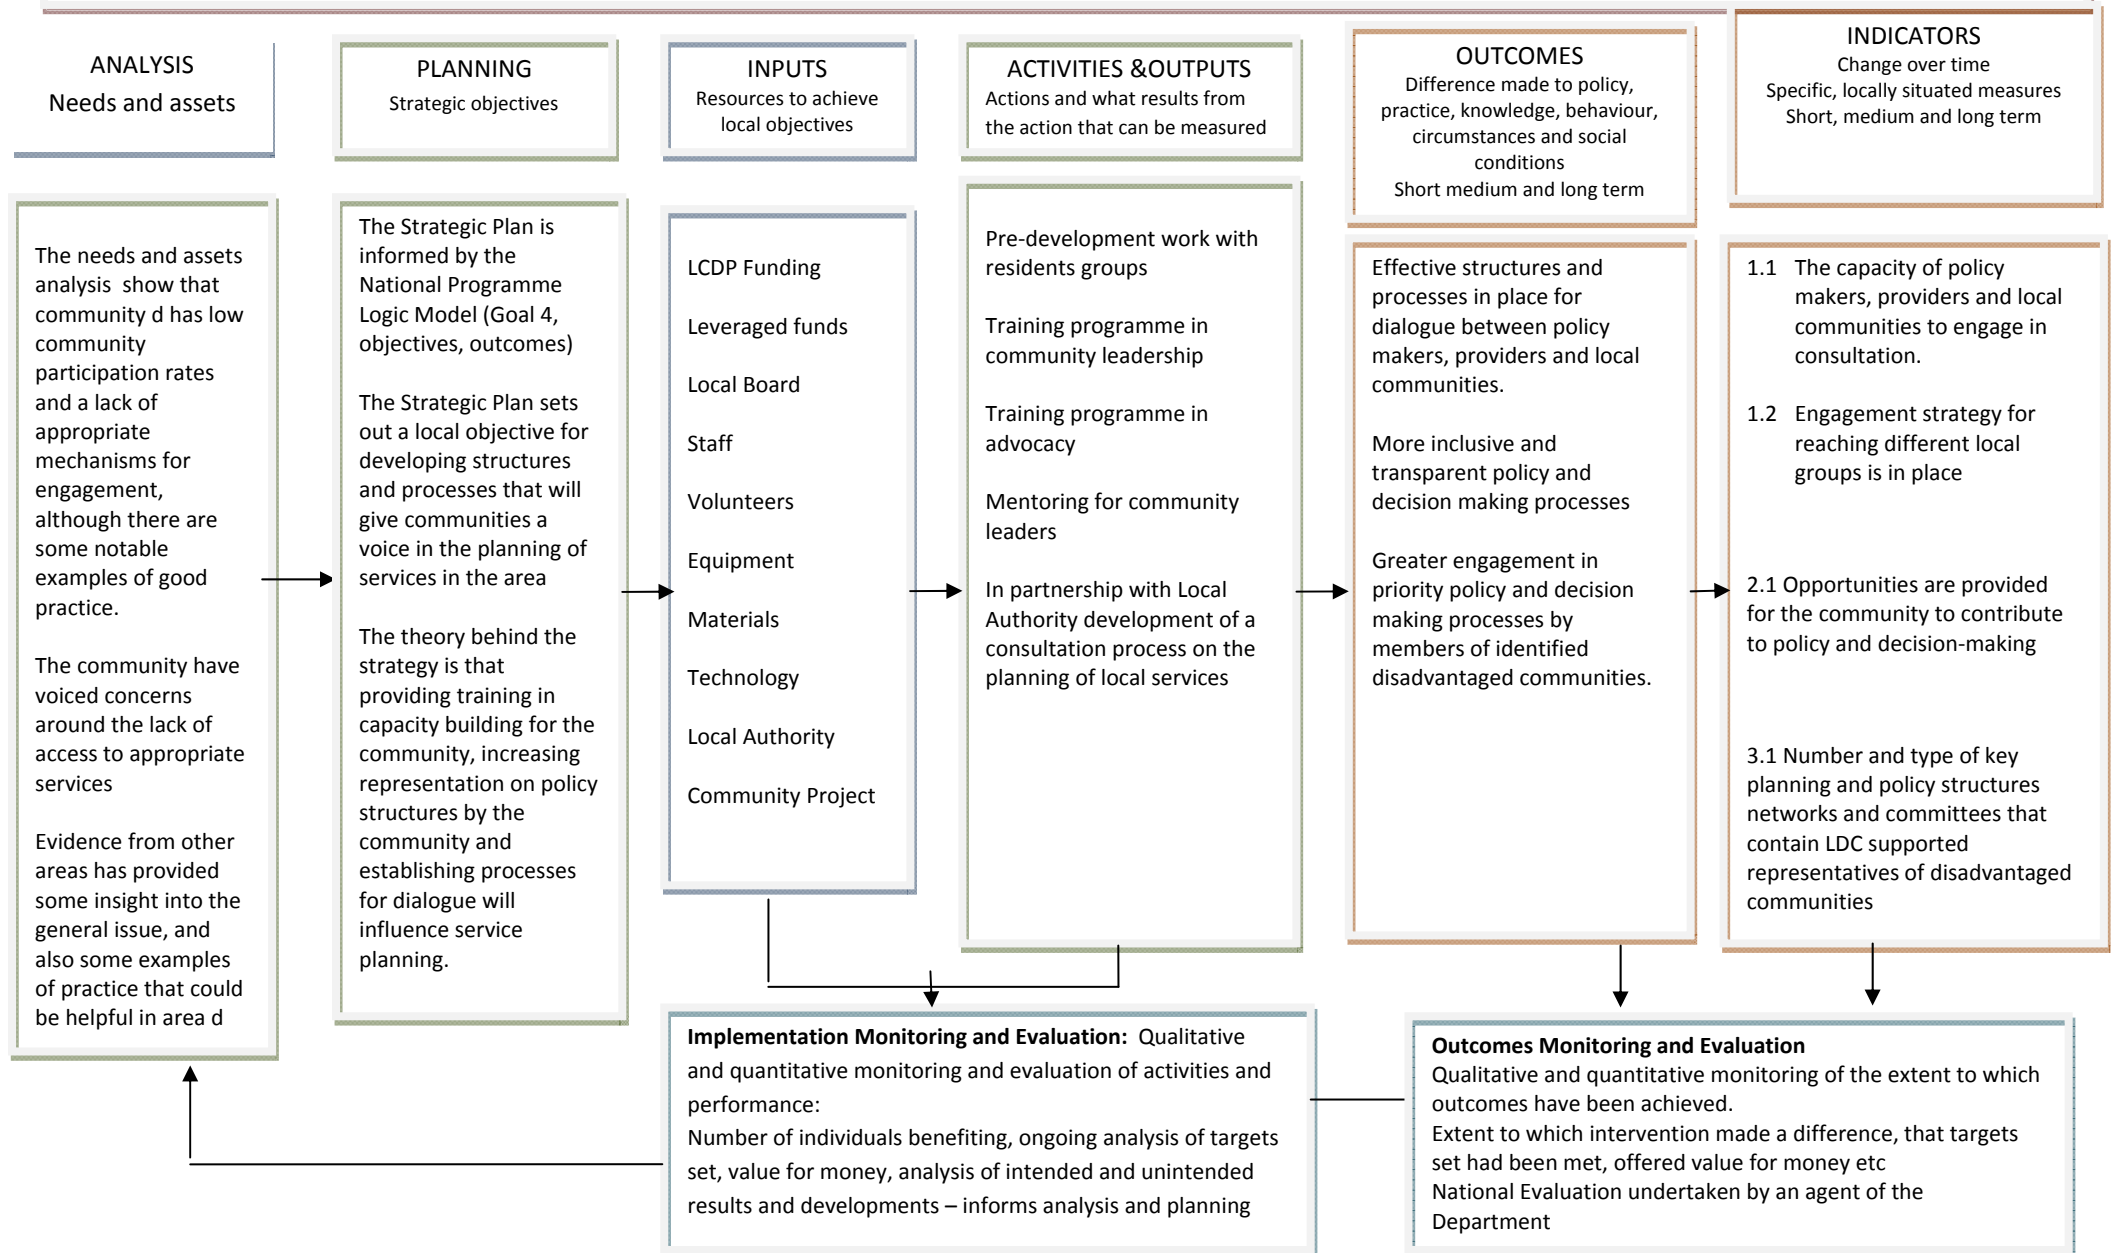 ANALYSIS
Needs and assets
PLANNING
Strategic objectives
INPUTS
Resources to achieve
local objectives
ACTIVITIES &OUTPUTS
Actions and what results from
the action that can be measured
OUTCOMES
Difference made to policy,
practice, knowledge, behaviour,
circumstances and social
conditions
Short medium and long term
INDICATORS
Change over time
Specific, locally situated measures
Short, medium and long term
The needs and assets
analysis show that
community d has low
community
participation rates
and a lack of
appropriate
mechanisms for
engagement,
although there are
some notable
examples of good
practice.
The community have
voiced concerns
around the lack of
access to appropriate
services
Evidence from other
areas has provided
some insight into the
general issue, and
also some examples
of practice that could
be helpful in area d
The Strategic Plan is
informed by the
National Programme
Logic Model (Goal 4,
objectives, outcomes)
The Strategic Plan sets
out a local objective for
developing structures
and processes that will
give communities a
voice in the planning of
services in the area
The theory behind the
strategy is that
providing training in
capacity building for the
community, increasing
representation on policy
structures by the
community and
establishing processes
for dialogue will
influence service
planning.
LCDP Funding
Leveraged funds
Local Board
Staff
Volunteers
Equipment
Materials
Technology
Local Authority
Community Project
Pre-development work with
residents groups
Training programme in
community leadership
Training programme in
advocacy
Mentoring for community
leaders
In partnership with Local
Authority development of a
consultation process on the
planning of local services
Effective structures and
processes in place for
dialogue between policy
makers, providers and local
communities.
More inclusive and
transparent policy and
decision making processes
Greater engagement in
priority policy and decision
making processes by
members of identified
disadvantaged communities.
1.1 The capacity of policy
makers, providers and local
communities to engage in
consultation.
1.2 Engagement strategy for
reaching different local
groups is in place
2.1 Opportunities are provided
for the community to contribute
to policy and decision-making
3.1 Number and type of key
planning and policy structures
networks and committees that
contain LDC supported
representatives of disadvantaged
communities
Implementation Monitoring and Evaluation: Qualitative
and quantitative monitoring and evaluation of activities and
performance:
Number of individuals benefiting, ongoing analysis of targets
set, value for money, analysis of intended and unintended
results and developments – informs analysis and planning
Outcomes Monitoring and Evaluation
Qualitative and quantitative monitoring of the extent to which
outcomes have been achieved.
Extent to which intervention made a difference, that targets
set had been met, offered value for money etc
National Evaluation undertaken by an agent of the
Department